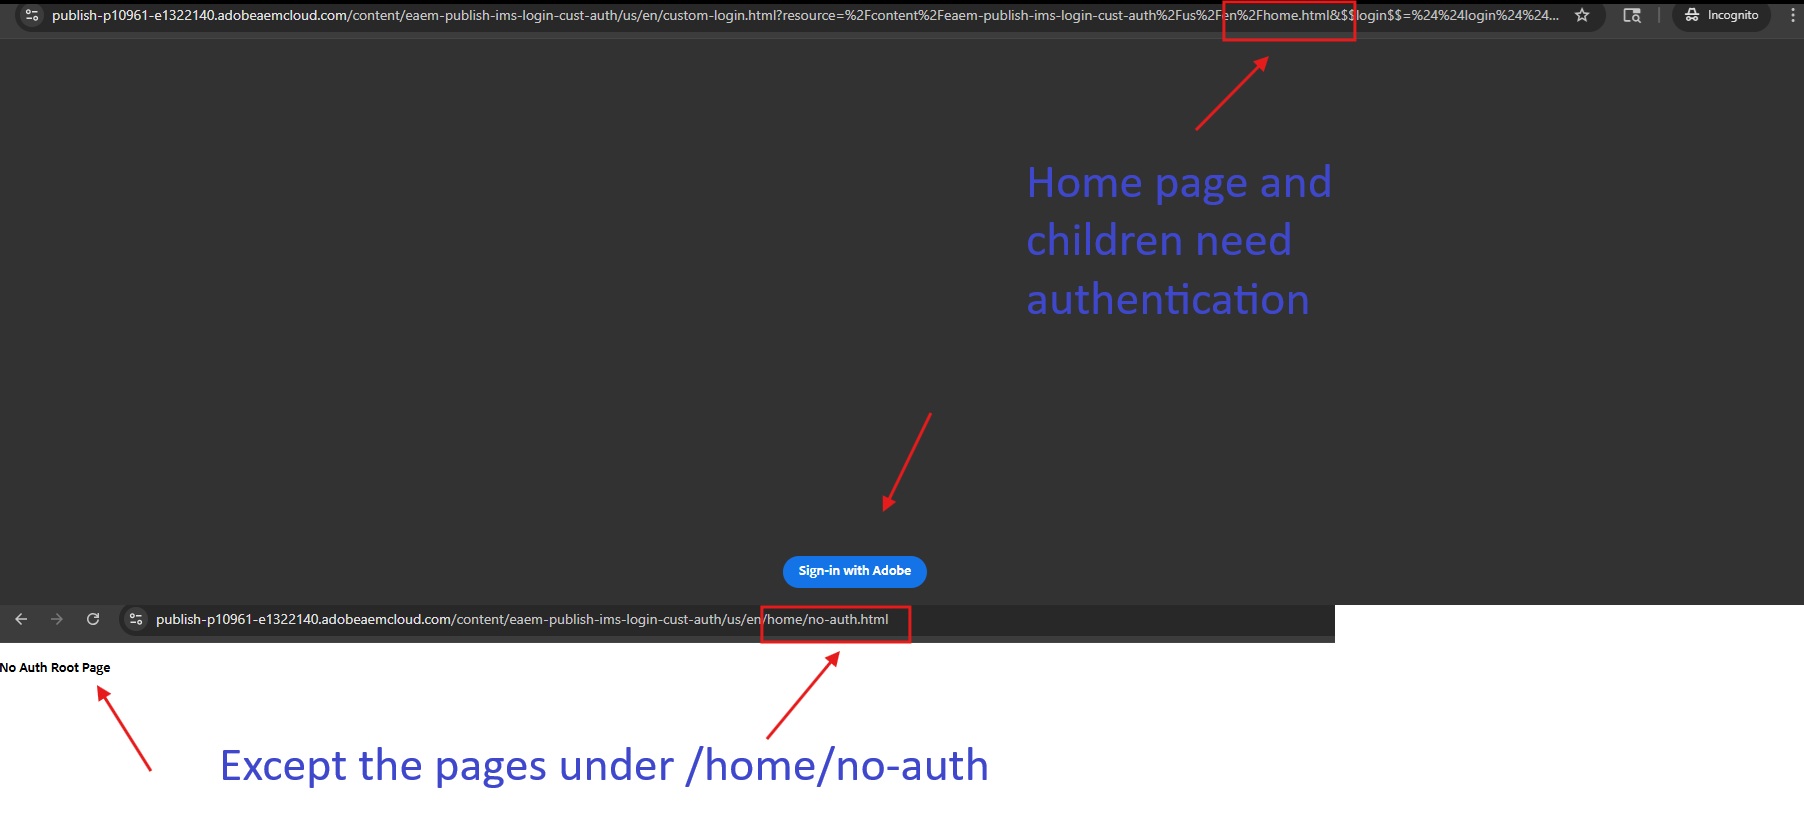 publish-p10961-e1322140.adobeaemcloud.com/content/eaem-publish-ims-login-cust-auth/us/en/custom-login.html?resource=%2Fcontent%2Feaem-publish-ims-login-cust-auth%2Fus%2Fen%2Fhome.html&$$login$$=%24%24login%24%24...
Incognito
Home page and
children need
authentication
Sign-in with Adobe
publish-p10961-e1322140.adobeaemcloud.com/content/eaem-publish-ims-login-cust-auth/us/en/home/no-auth.html
No Auth Root Page
Except the pages under /home/no-auth